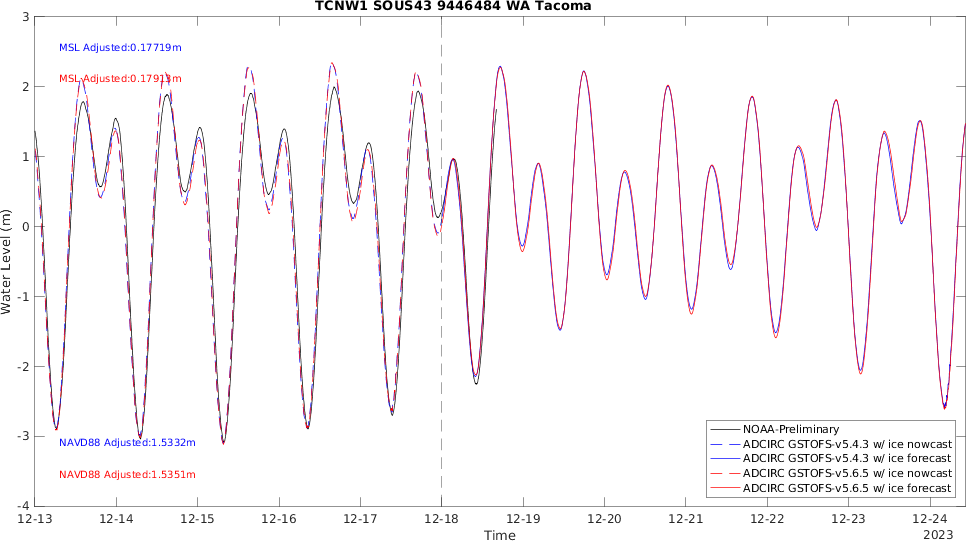 TCNW1 SOUS43 9446484 WA Tacoma
3
MSL Adjusted:0.17719m
MSL Adjusted:0.17913m
2
1
0
-1
-2
-3
-4
Water Level (m)
NAVD88 Adjusted:1.5332m
NAVD88 Adjusted:1.5351m
NOAA-Preliminary
ADCIRC GSTOFS-v5.4.3 w/ ice nowcast
ADCIRC GSTOFS-v5.4.3 w/ ice forecast
ADCIRC GSTOFS-v5.6.5 w/ ice nowcast
ADCIRC GSTOFS-v5.6.5 w/ ice forecast
12-13 12-14 12-15 12-16 12-17 12-18 12-19 12-20 12-21 12-22 12-23 12-24
Time
2023